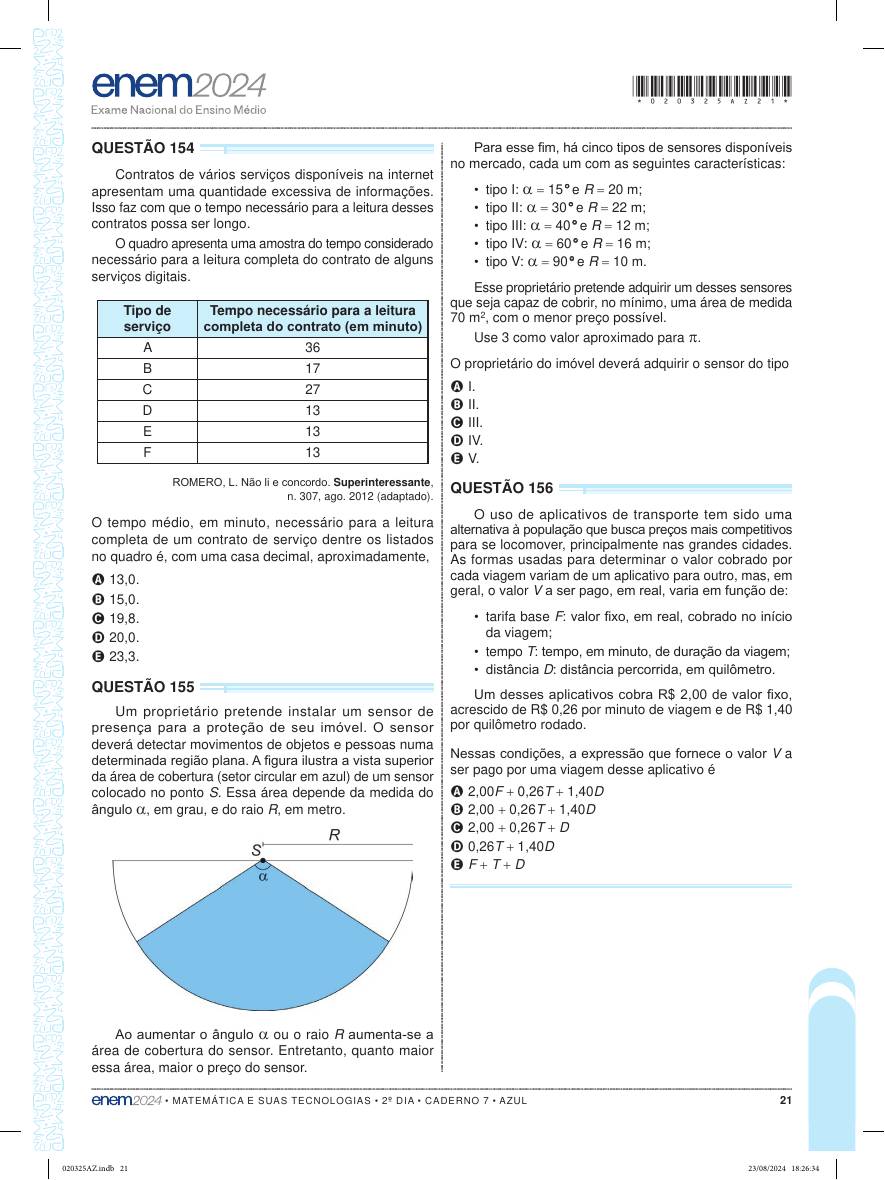 enem2024
Exame Nacional do Ensino Médio
*020325AZ21*
QUESTÃO 154
Contratos de vários serviços disponíveis na internet
apresentam uma quantidade excessiva de informações.
Isso faz com que o tempo necessário para a leitura desses
contratos possa ser longo.
O quadro apresenta uma amostra do tempo considerado
necessário para a leitura completa do contrato de alguns
serviços digitais.
Tipo de serviço | Tempo necessário para a leitura completa do contrato (em minuto)
A 36
B 17
C 27
D 13
E 13
F 13
ROMERO, L. Não li e concordo. Superinteressante,
n. 307, ago. 2012 (adaptado).
O tempo médio, em minuto, necessário para a leitura
completa de um contrato de serviço dentre os listados
no quadro é, com uma casa decimal, aproximadamente,
A 13,0.
B 15,0.
C 19,8.
D 20,0.
E 23,3.
QUESTÃO 155
Um proprietário pretende instalar um sensor de
presença para a proteção de seu imóvel. O sensor
deverá detectar movimentos de objetos e pessoas numa
determinada região plana. A figura ilustra a vista superior
da área de cobertura (setor circular em azul) de um sensor
colocado no ponto S. Essa área depende da medida do
ângulo α, em grau, e do raio R, em metro.
R
S
α
Ao aumentar o ângulo α ou o raio R aumenta-se a
área de cobertura do sensor. Entretanto, quanto maior
essa área, maior o preço do sensor.
Para esse fim, há cinco tipos de sensores disponíveis
no mercado, cada um com as seguintes características:
• tipo I: α = 15° e R = 20 m;
• tipo II: α = 30° e R = 22 m;
• tipo III: α = 40° e R = 12 m;
• tipo IV: α = 60° e R = 16 m;
• tipo V: α = 90° e R = 10 m.
Esse proprietário pretende adquirir um desses sensores
que seja capaz de cobrir, no mínimo, uma área de medida
70 m², com o menor preço possível.
Use 3 como valor aproximado para π.
O proprietário do imóvel deverá adquirir o sensor do tipo
A I.
B II.
C III.
D IV.
E V.
QUESTÃO 156
O uso de aplicativos de transporte tem sido uma
alternativa à população que busca preços mais competitivos
para se locomover, principalmente nas grandes cidades.
As formas usadas para determinar o valor cobrado por
cada viagem variam de um aplicativo para outro, mas, em
geral, o valor V a ser pago, em real, varia em função de:
• tarifa base F: valor fixo, em real, cobrado no início
da viagem;
• tempo T: tempo, em minuto, de duração da viagem;
• distância D: distância percorrida, em quilômetro.
Um desses aplicativos cobra R$ 2,00 de valor fixo,
acrescido de R$ 0,26 por minuto de viagem e de R$ 1,40
por quilômetro rodado.
Nessas condições, a expressão que fornece o valor V a
ser pago por uma viagem desse aplicativo é
A 2,00F + 0,26T + 1,40D
B 2,00 + 0,26T + 1,40D
C 2,00 + 0,26T + D
D 0,26T + 1,40D
E F + T + D
enem2024 • MATEMÁTICA E SUAS TECNOLOGIAS • 2º DIA • CADERNO 7 • AZUL
21
020325AZ.indb 21
23/08/2024 18:26:34